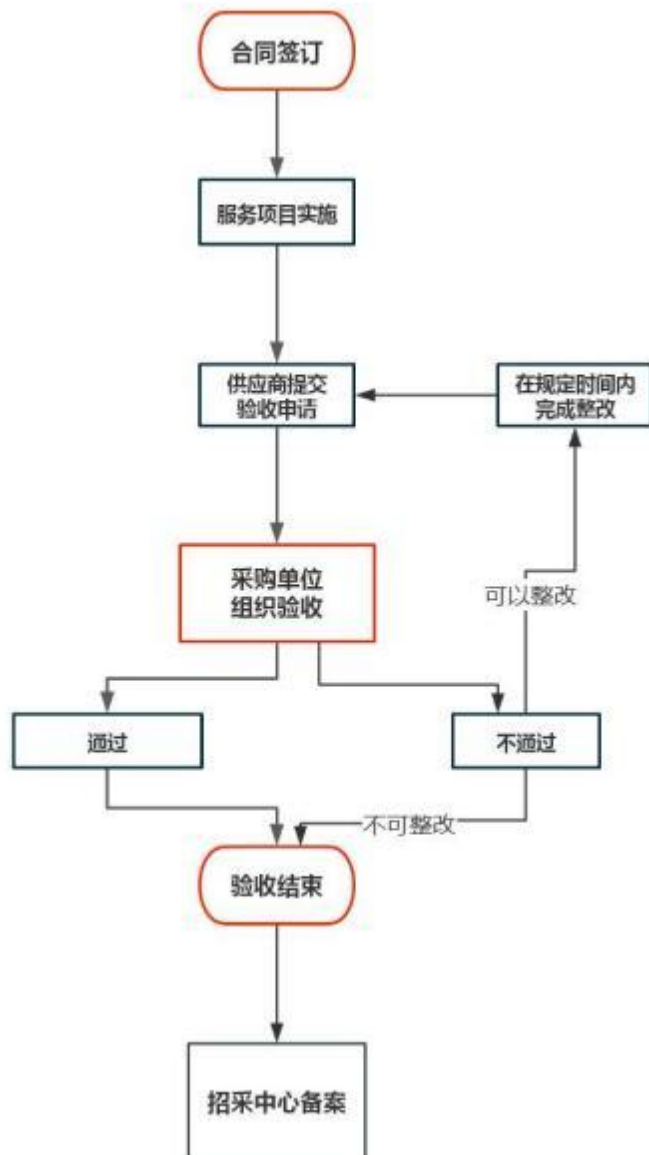 合同签订
服务项目实施
供应商提交
验收申请
在规定时间内
完成整改
采购单位
组织验收
可以整改
通过
不通过
不可整改
验收结束
招采中心备案